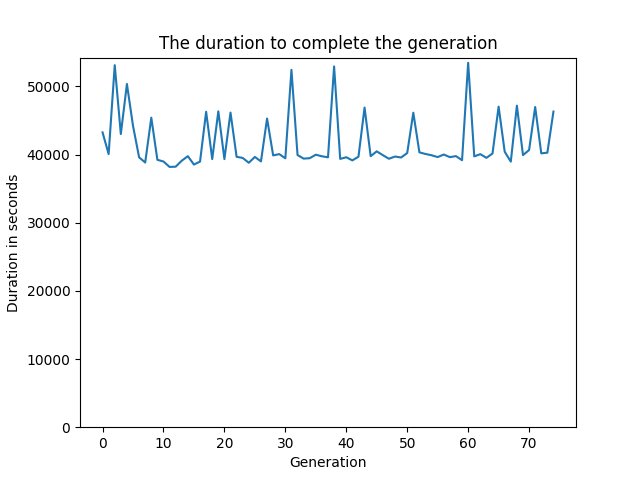 The duration to complete the generation
50000
40000
30000
20000
10000
0
Duration in seconds
0 10 20 30 40 50 60 70
Generation